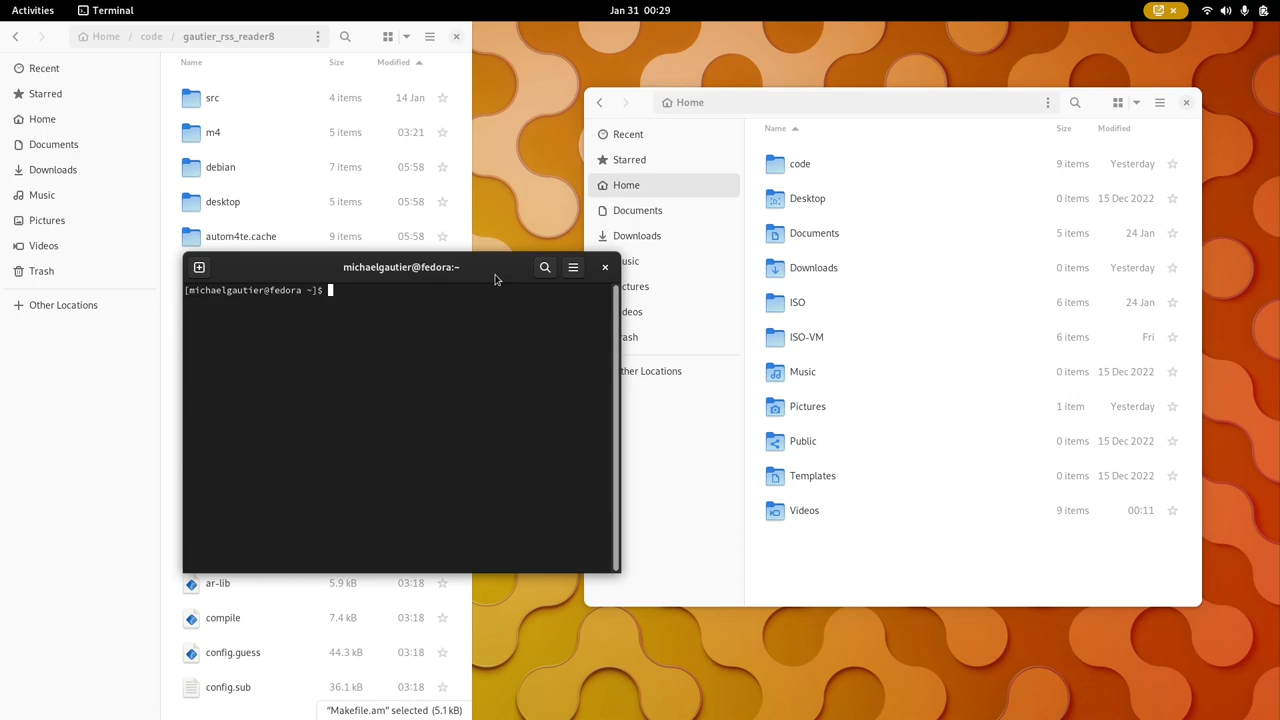 Activities Terminal Jan 31 00:29
Home code gautier_rss_reader8
Name Size Modified
Recent
Starred
Home
Documents
Downloads
Music
Pictures
Videos
Trash
Other Locations
src 4 items 14 Jan
m4 5 items 03:21
debian 7 items 05:58
desktop 5 items 05:58
autom4te.cache 9 items 05:58
ar-lib 5.9 kB 03:18
compile 7.4 kB 03:18
config.guess 44.3 kB 03:18
config.sub 36.1 kB 03:18
"Makefile.am" selected (5.1 kB)
michaelgautier@fedora:~
[michaelgautier@fedora ~]$
Home
Recent
Starred
Home
Documents
Downloads
usic
ctures
deos
rash
ther Locations
Name Size Modified
code 9 items Yesterday
Desktop 0 items 15 Dec 2022
Documents 5 items 24 Jan
Downloads 0 items 15 Dec 2022
ISO 6 items 24 Jan
ISO-VM 6 items Fri
Music 0 items 15 Dec 2022
Pictures 1 item Yesterday
Public 0 items 15 Dec 2022
Templates 0 items 15 Dec 2022
Videos 9 items 00:11